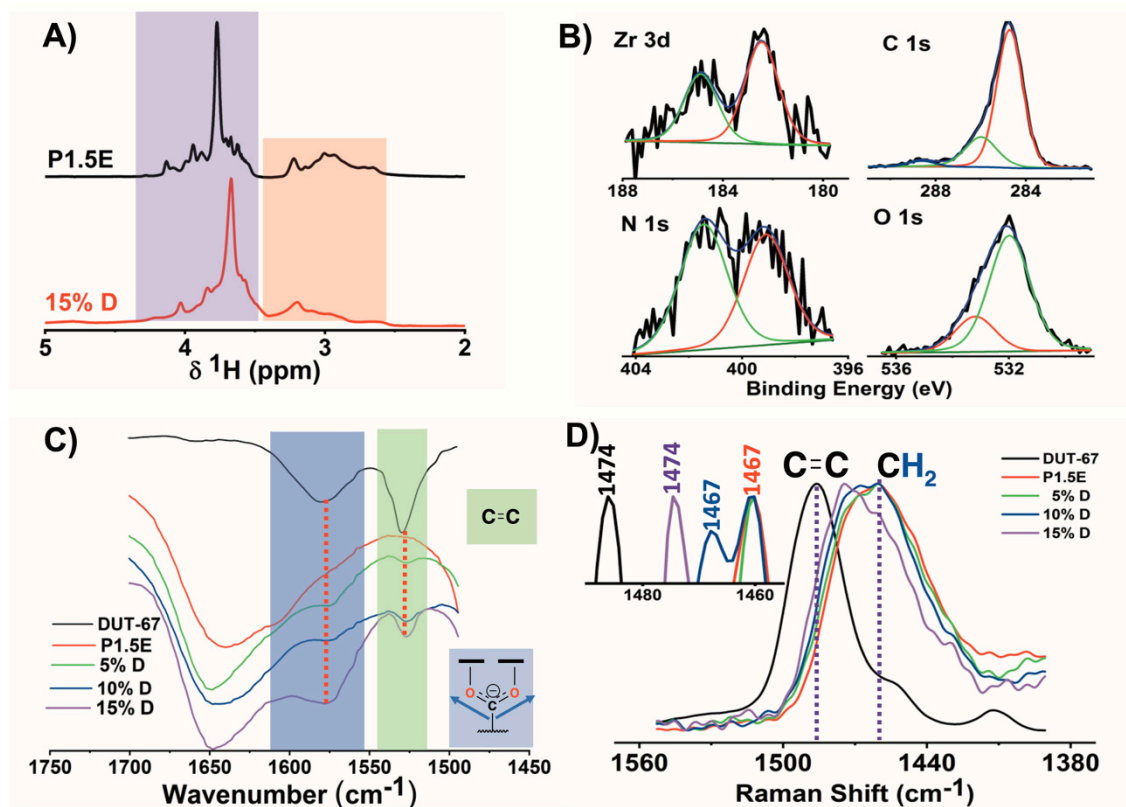 A)
P1.5E
15% D
5 4 3 2
δ ¹H (ppm)
B)
Zr 3d
C 1s
188 184 180
288 284
N 1s
O 1s
404 400 396
536 532
Binding Energy (eV)
C)
C=C
DUT-67
P1.5E
5% D
10% D
15% D
O O
C
⊖
1750 1700 1650 1600 1550 1500 1450
Wavenumber (cm⁻¹)
D)
1474
1474
1467
1467
1480 1460
C=C
CH₂
DUT-67
P1.5E
5% D
10% D
15% D
1560 1500 1440 1380
Raman Shift (cm⁻¹)